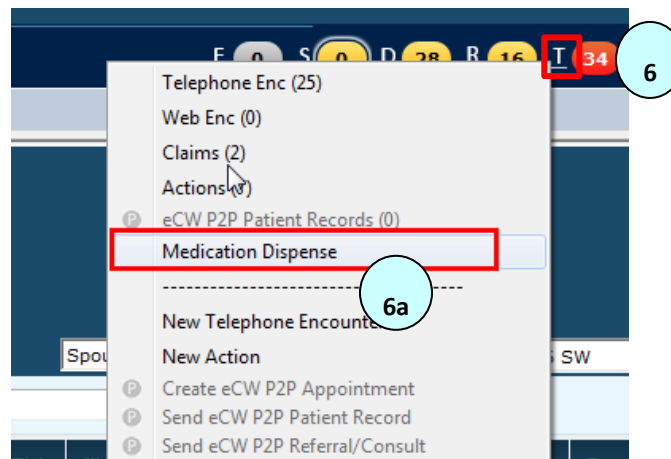 S 0 D 28 R 16 T 34
6
Telephone Enc (25)
Web Enc (0)
Claims (2)
Actions (7)
eCW P2P Patient Records (0)
Medication Dispense
------------------------------------
6a
New Telephone Encounter
Spou New Action SW
Create eCW P2P Appointment
Send eCW P2P Patient Record
Send eCW P2P Referral/Consult